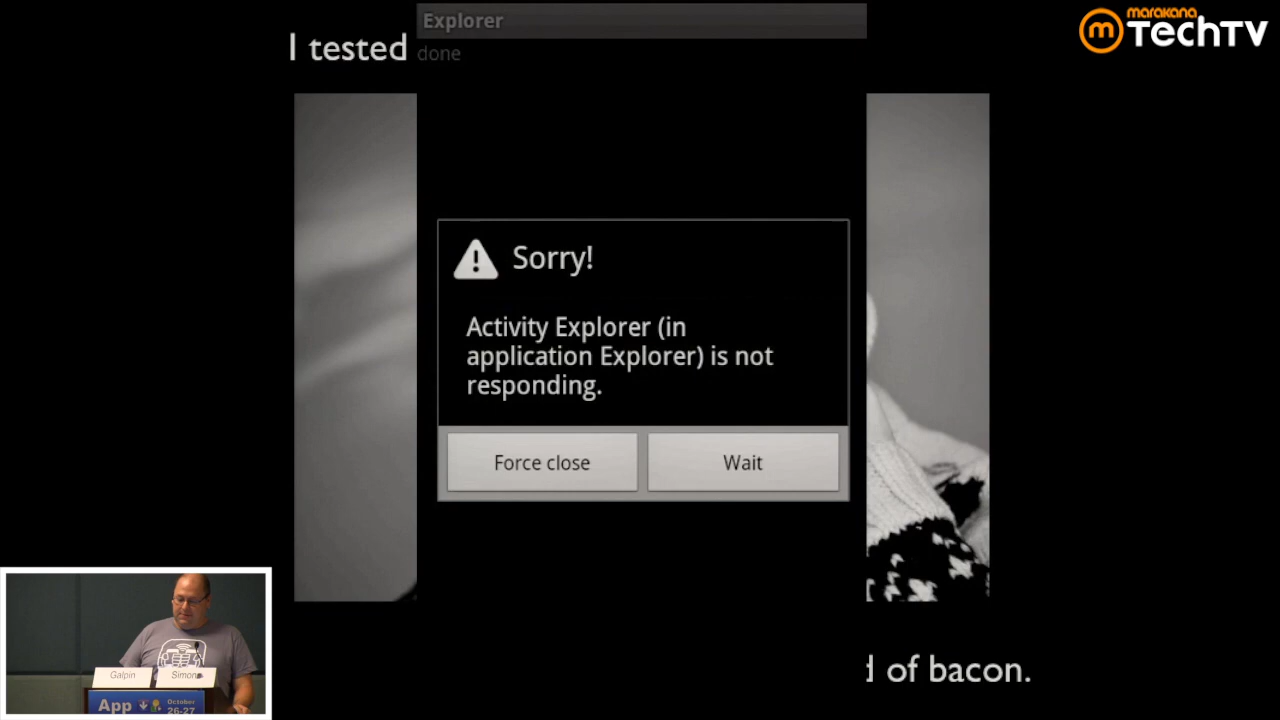 Explorer
I tested
done
marakana
TechTV
Sorry!
Activity Explorer (in
application Explorer) is not
responding.
Force close
Wait
of bacon.
Galpin
App
October
26-27